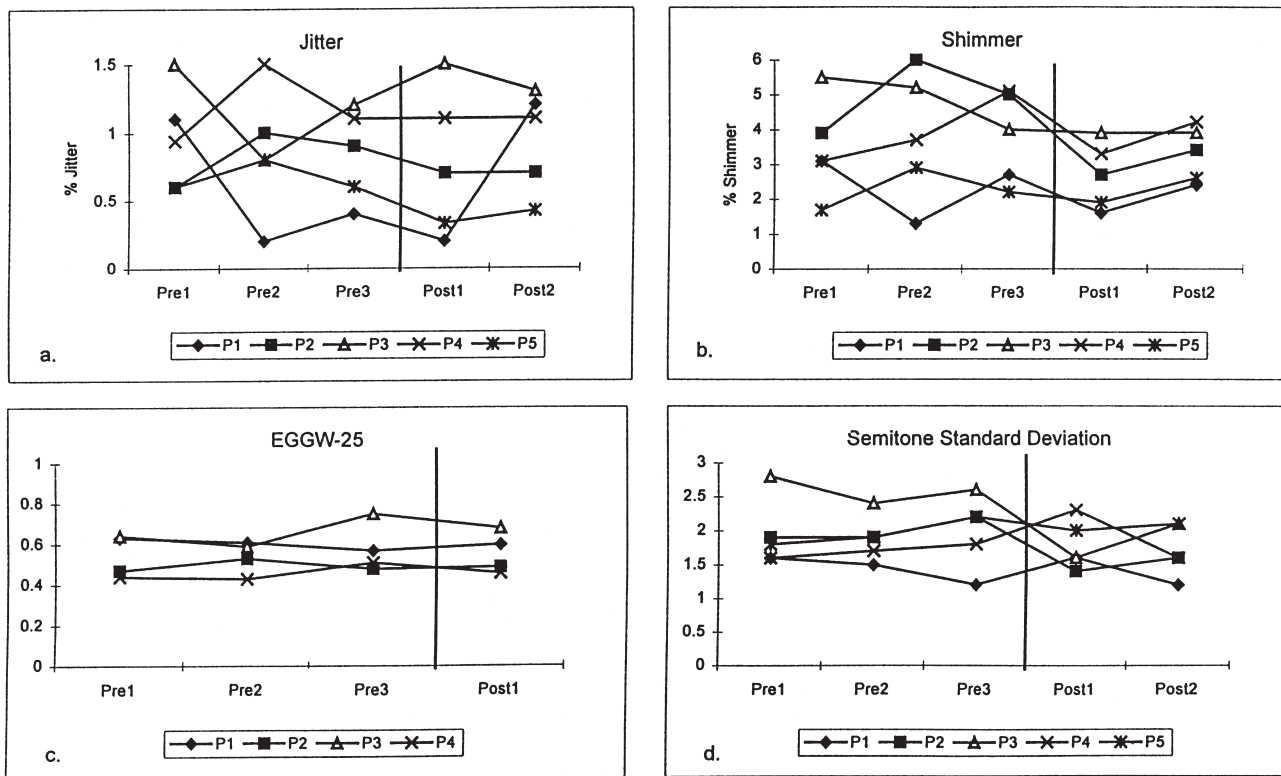 Jitter
% Jitter
1.5
1
0.5
0
Pre1 Pre2 Pre3 Post1 Post2
P1 P2 P3 P4 P5
a.
Shimmer
% Shimmer
6
5
4
3
2
1
0
Pre1 Pre2 Pre3 Post1 Post2
P1 P2 P3 P4 P5
b.
EGGW-25
1
0.8
0.6
0.4
0.2
0
Pre1 Pre2 Pre3 Post1
P1 P2 P3 P4
c.
Semitone Standard Deviation
3
2.5
2
1.5
1
0.5
0
Pre1 Pre2 Pre3 Post1 Post2
P1 P2 P3 P4 P5
d.